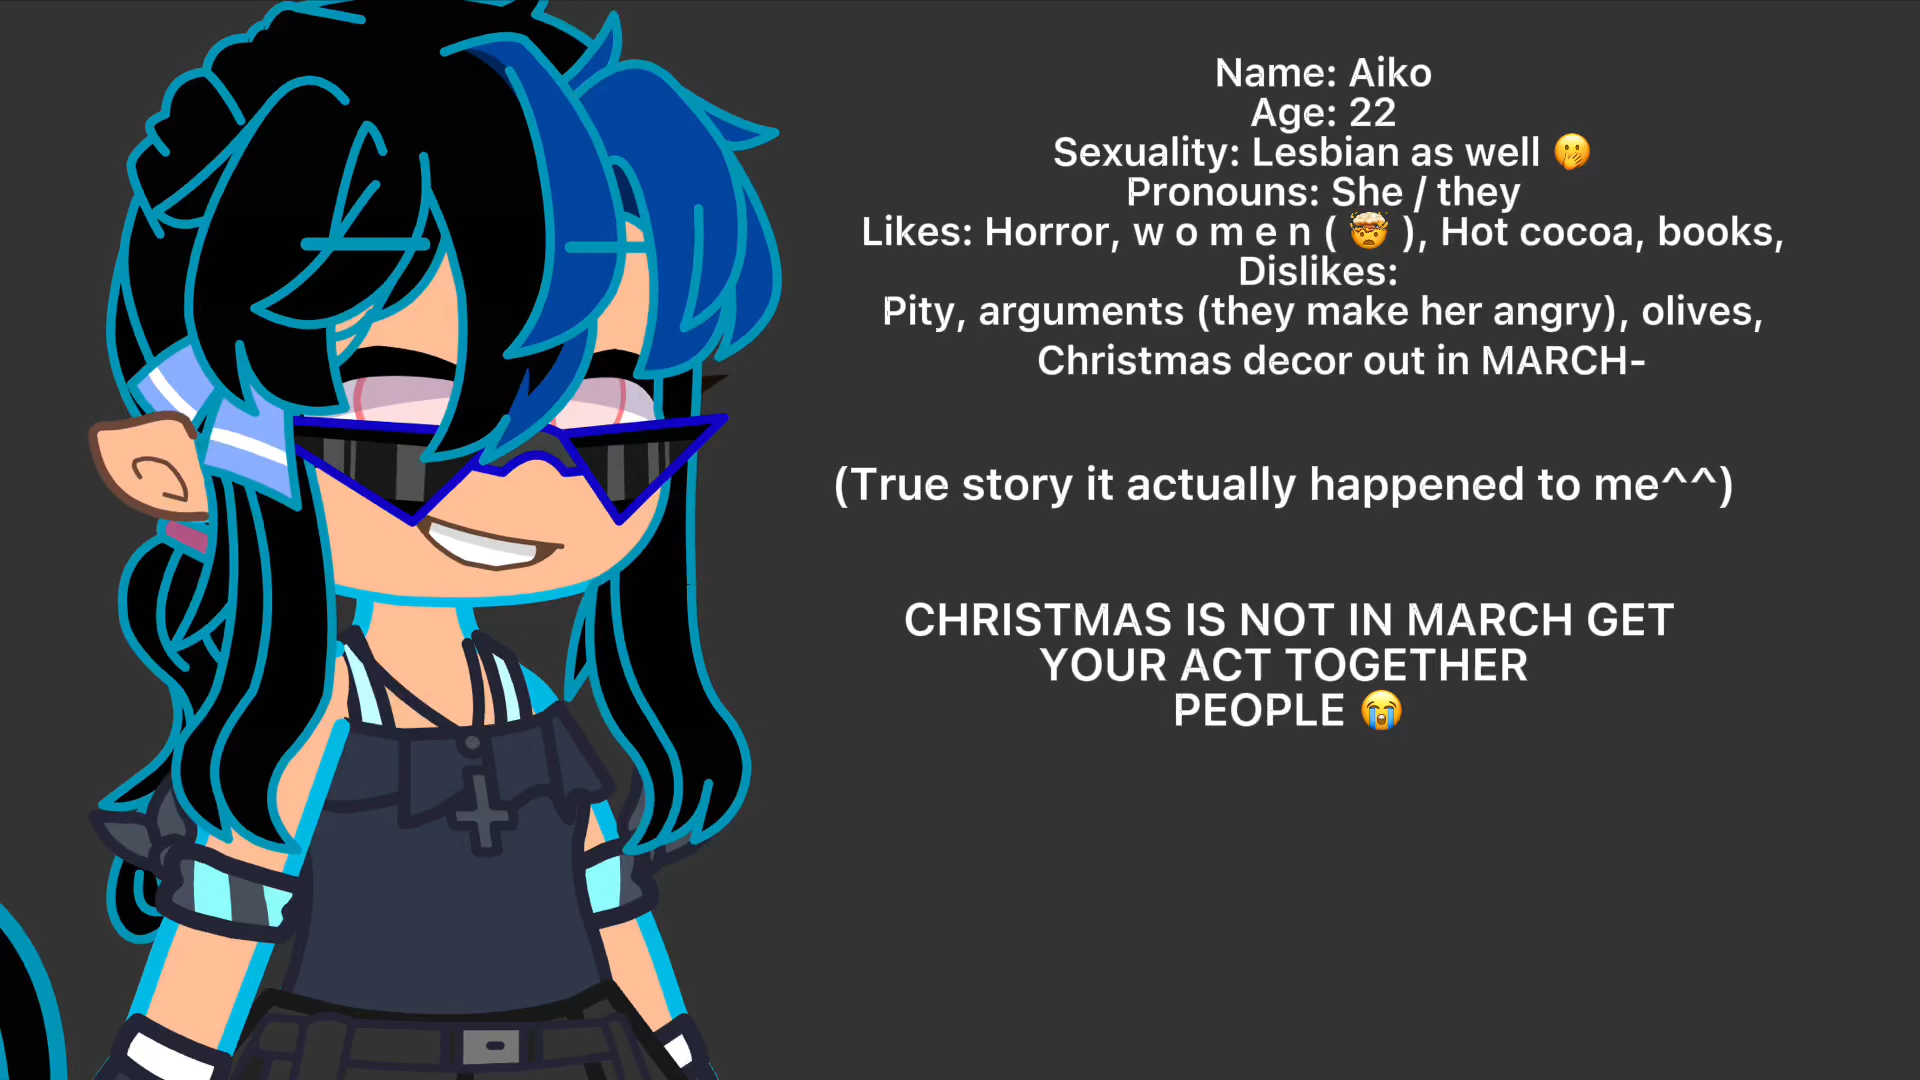 Name: Aiko
Age: 22
Sexuality: Lesbian as well 🫢
Pronouns: She / they
Likes: Horror, w o m e n ( 🤯 ), Hot cocoa, books,
Dislikes:
Pity, arguments (they make her angry), olives,
Christmas decor out in MARCH-
(True story it actually happened to me^^)
CHRISTMAS IS NOT IN MARCH GET
YOUR ACT TOGETHER
PEOPLE 😭